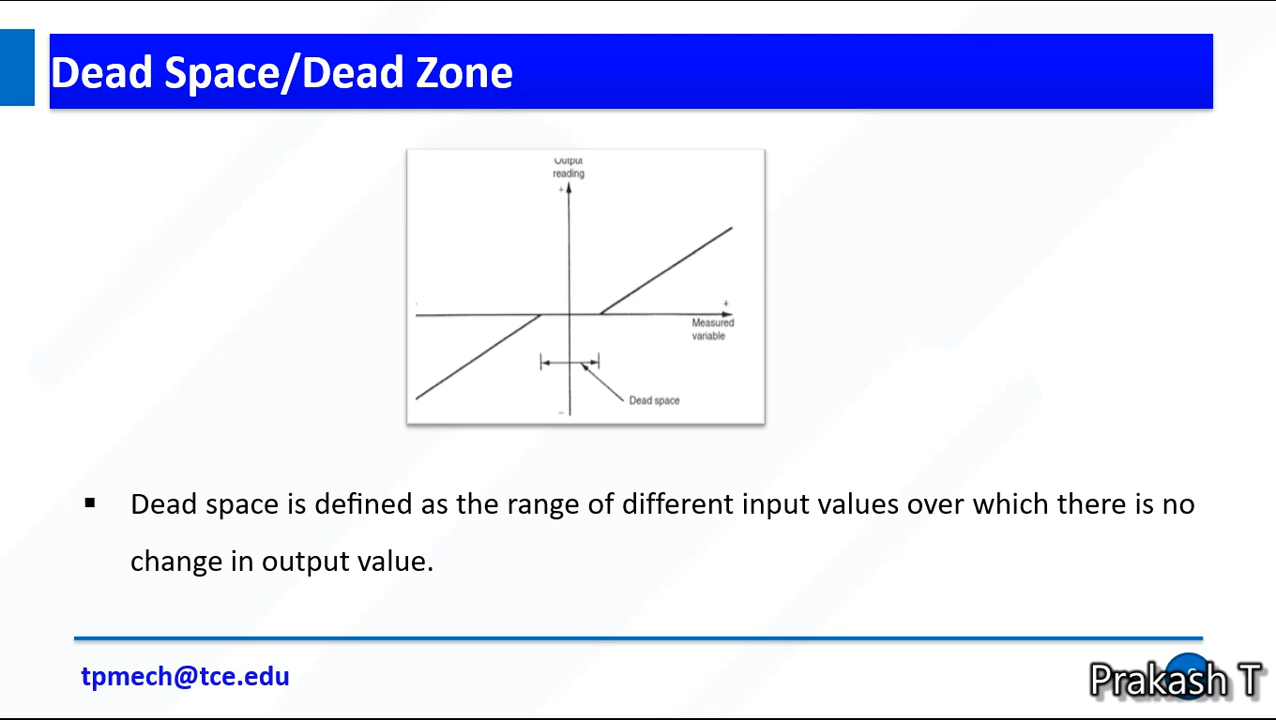 Dead Space/Dead Zone
Output
reading
+
+
Measured
variable
Dead space
–
▪ Dead space is defined as the range of different input values over which there is no
change in output value.
tpmech@tce.edu
Prakash T